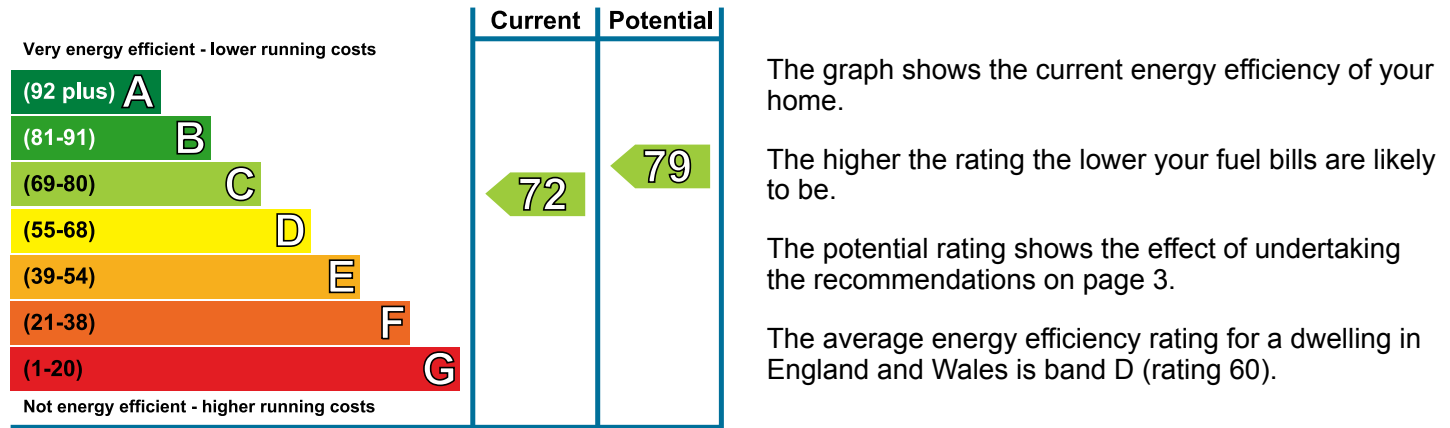 Current Potential
Very energy efficient - lower running costs
(92 plus) A
(81-91) B
(69-80) C
(55-68) D
(39-54) E
(21-38) F
(1-20) G
Not energy efficient - higher running costs
72
79
The graph shows the current energy efficiency of your
home.
The higher the rating the lower your fuel bills are likely
to be.
The potential rating shows the effect of undertaking
the recommendations on page 3.
The average energy efficiency rating for a dwelling in
England and Wales is band D (rating 60).